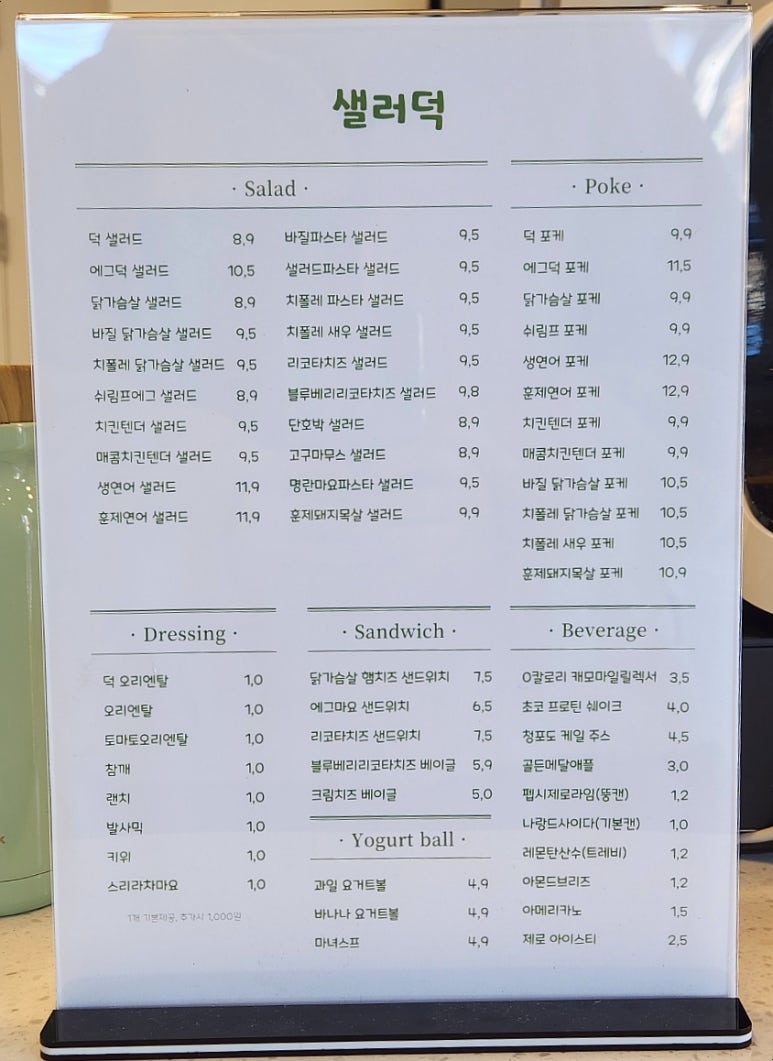 샐러덕
· Salad ·
덕 샐러드 8,9
에그덕 샐러드 10,5
닭가슴살 샐러드 8,9
바질 닭가슴살 샐러드 9,5
치폴레 닭가슴살 샐러드 9,5
쉬림프에그 샐러드 8,9
치킨텐더 샐러드 9,5
매콤치킨텐더 샐러드 9,5
생연어 샐러드 11,9
훈제연어 샐러드 11,9
바질파스타 샐러드 9,5
샐러드파스타 샐러드 9,5
치폴레 파스타 샐러드 9,5
치폴레 새우 샐러드 9,5
리코타치즈 샐러드 9,5
블루베리리코타치즈 샐러드 9,8
단호박 샐러드 8,9
고구마무스 샐러드 8,9
명란마요파스타 샐러드 9,5
훈제돼지목살 샐러드 9,9
· Poke ·
덕 포케 9,9
에그덕 포케 11,5
닭가슴살 포케 9,9
쉬림프 포케 9,9
생연어 포케 12,9
훈제연어 포케 12,9
치킨텐더 포케 9,9
매콤치킨텐더 포케 9,9
바질 닭가슴살 포케 10,5
치폴레 닭가슴살 포케 10,5
치폴레 새우 포케 10,5
훈제돼지목살 포케 10,9
· Dressing ·
덕 오리엔탈 1,0
오리엔탈 1,0
토마토오리엔탈 1,0
참깨 1,0
랜치 1,0
발사믹 1,0
키위 1,0
스리라차마요 1,0
1개 기본제공, 추가시 1,000원
· Sandwich ·
닭가슴살 햄치즈 샌드위치 7,5
에그마요 샌드위치 6,5
리코타치즈 샌드위치 7,5
블루베리리코타치즈 베이글 5,9
크림치즈 베이글 5,0
· Yogurt ball ·
과일 요거트볼 4,9
바나나 요거트볼 4,9
마녀스프 4,9
· Beverage ·
0칼로리 캐모마일릴렉서 3,5
초코 프로틴 쉐이크 4,0
청포도 케일 주스 4,5
골든메달애플 3,0
펩시제로라임(뚱캔) 1,2
나랑드사이다(기본캔) 1,0
레몬탄산수(트레비) 1,2
아몬드브리즈 1,2
아메리카노 1,5
제로 아이스티 2,5